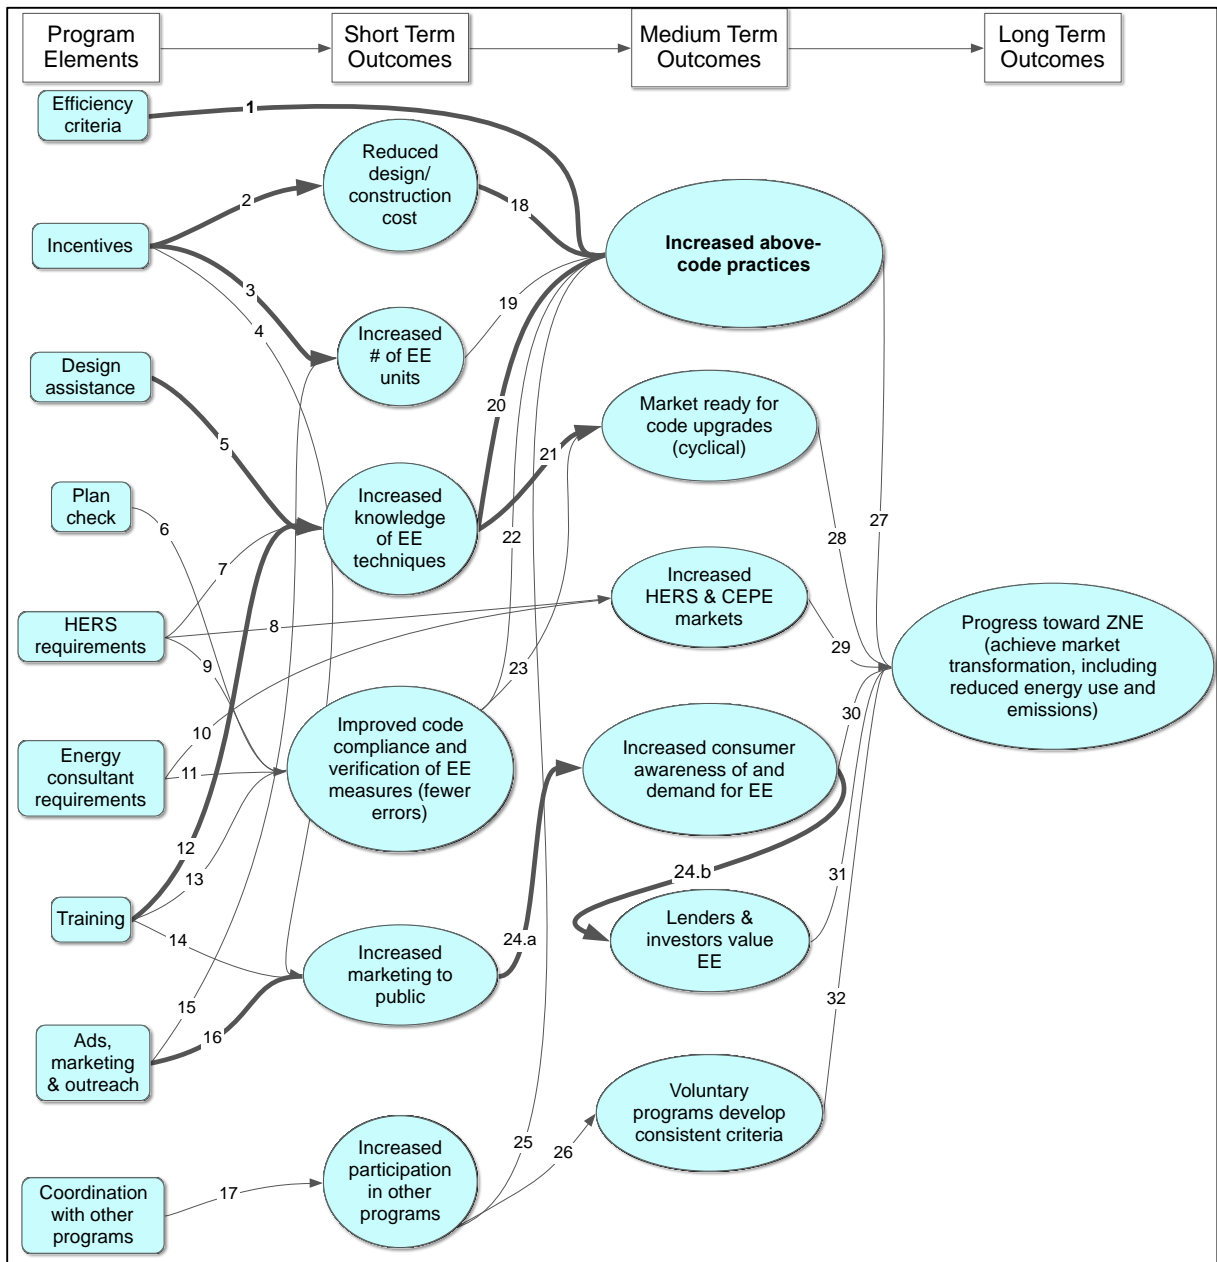 Program
Elements
Short Term
Outcomes
Medium Term
Outcomes
Long Term
Outcomes
Efficiency
criteria
1
Reduced
design/
construction
cost
2
18
Incentives
Increased above-
code practices
3
4
19
Increased
# of EE
units
Design
assistance
5
20
Market ready for
code upgrades
(cyclical)
21
Plan
check
6
Increased
knowledge
of EE
techniques
22
27
28
7
HERS
requirements
8
9
Increased
HERS & CEPE
markets
23
29
Progress toward ZNE
(achieve market
transformation, including
reduced energy use and
emissions)
10
Energy
consultant
requirements
11
Improved code
compliance and
verification of EE
measures (fewer
errors)
Increased consumer
awareness of and
demand for EE
30
12
13
24.b
31
Training
14
24.a
Lenders &
investors value
EE
Increased
marketing to
public
15
16
32
Ads,
marketing
& outreach
Voluntary
programs develop
consistent criteria
25
26
Increased
participation
in other
programs
17
Coordination
with other
programs